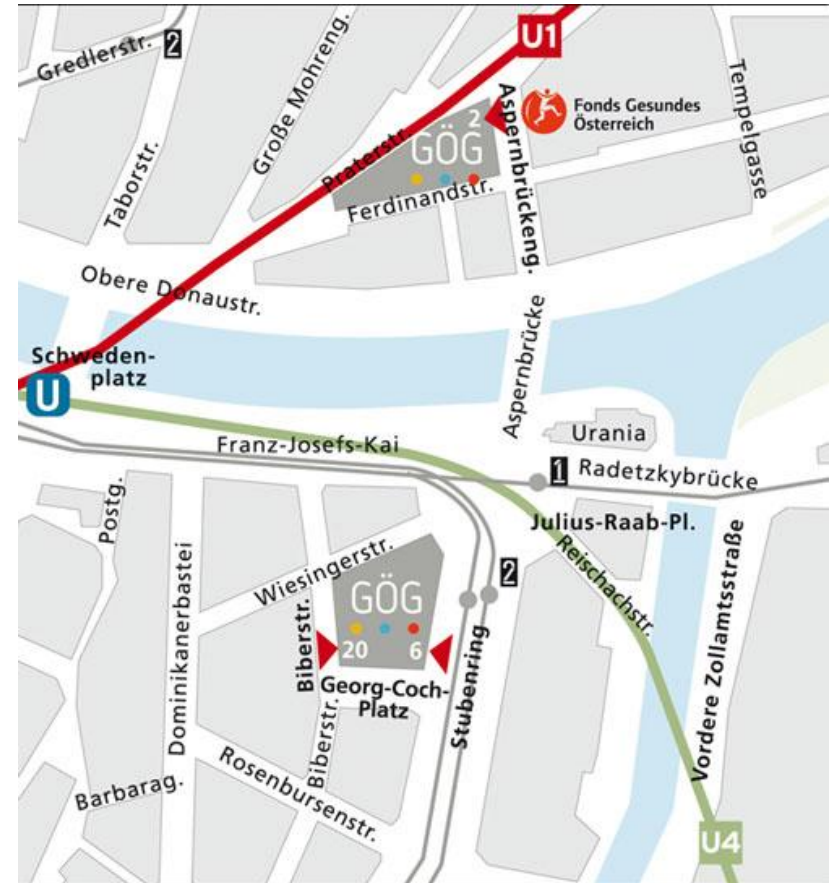 U1
Gredlerstr.
2
Große Mohreng.
Taborstr.
Praterstr.
2
GÖG
Aspernbrückeng.
Fonds Gesundes
Österreich
Tempelgasse
Ferdinandstr.
Obere Donaustr.
Aspernbrücke
Schweden-
platz
U
Franz-Josefs-Kai
Urania
1
Radetzkybrücke
Julius-Raab-Pl.
Postg.
Dominikanerbastei
Wiesingerstr.
Reischachstr.
2
GÖG
20
6
Biberstr.
Georg-Coch-
Platz
Stubenring
Vordere Zollamtsstraße
Biberstr.
Rosenbursenstr.
Barbarag.
U4